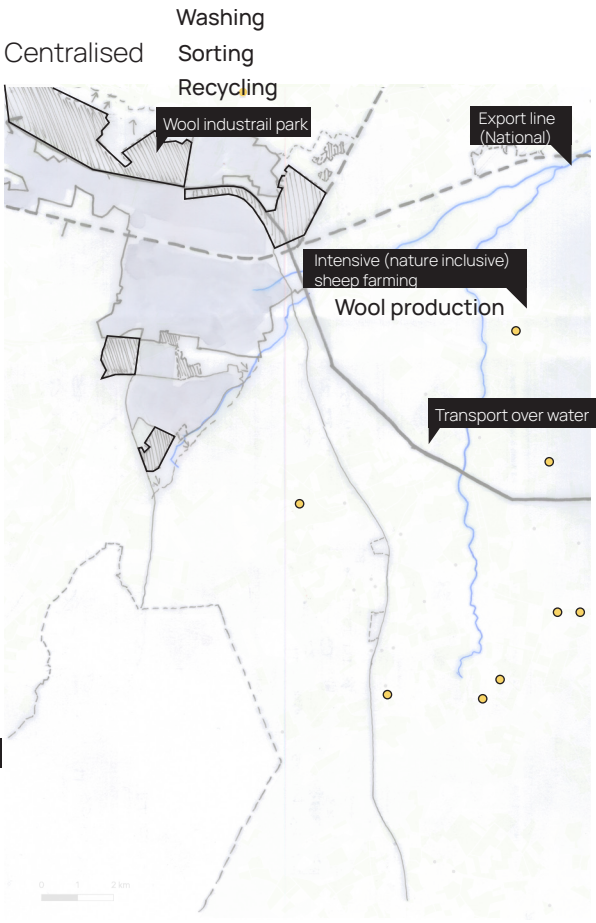 Washing
Centralised
Sorting
Recycling
Wool industrail park
Export line
(National)
Intensive (nature inclusive)
sheep farming
Wool production
Transport over water
0 1 2 km